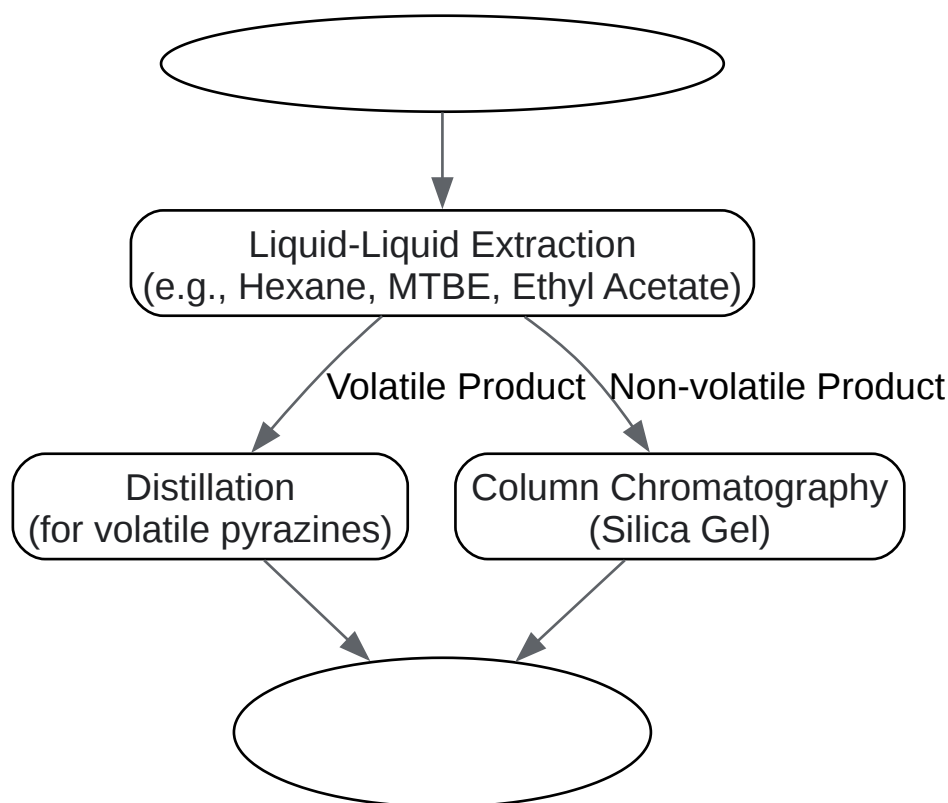 Liquid-Liquid Extraction
(e.g., Hexane, MTBE, Ethyl Acetate)
Volatile Product
Non-volatile Product
Distillation
(for volatile pyrazines)
Column Chromatography
(Silica Gel)